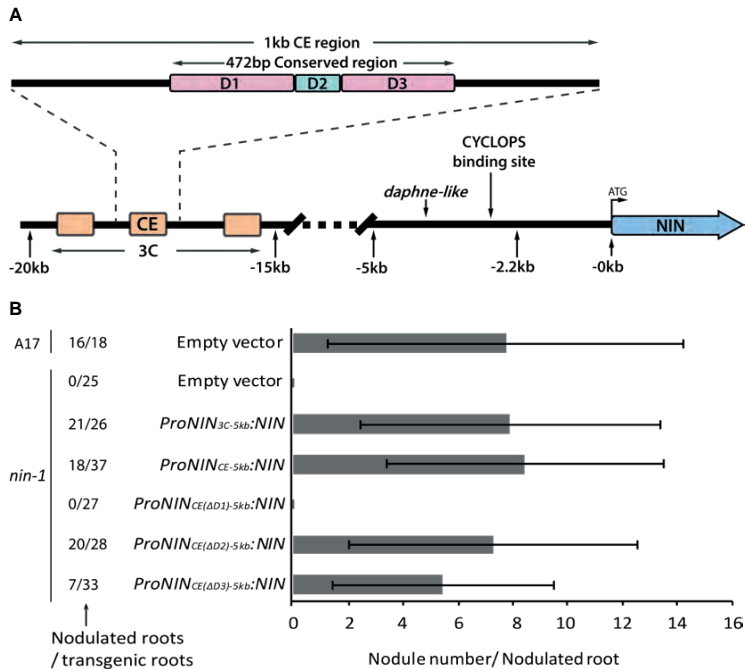 A
1kb CE region
472bp Conserved region
D1 D2 D3
CYCLOPS
binding site
daphne-like
ATG
CE
NIN
3C
-20kb -15kb -5kb -2.2kb -0kb
B
A17 16/18 Empty vector
0/25 Empty vector
21/26 ProNIN3C-5kb:NIN
nin-1 18/37 ProNINCE-5kb:NIN
0/27 ProNINCE(ΔD1)-5kb:NIN
20/28 ProNINCE(ΔD2)-5kb:NIN
7/33 ProNINCE(ΔD3)-5kb:NIN
0 2 4 6 8 10 12 14 16
Nodulated roots
/ transgenic roots
Nodule number/ Nodulated root